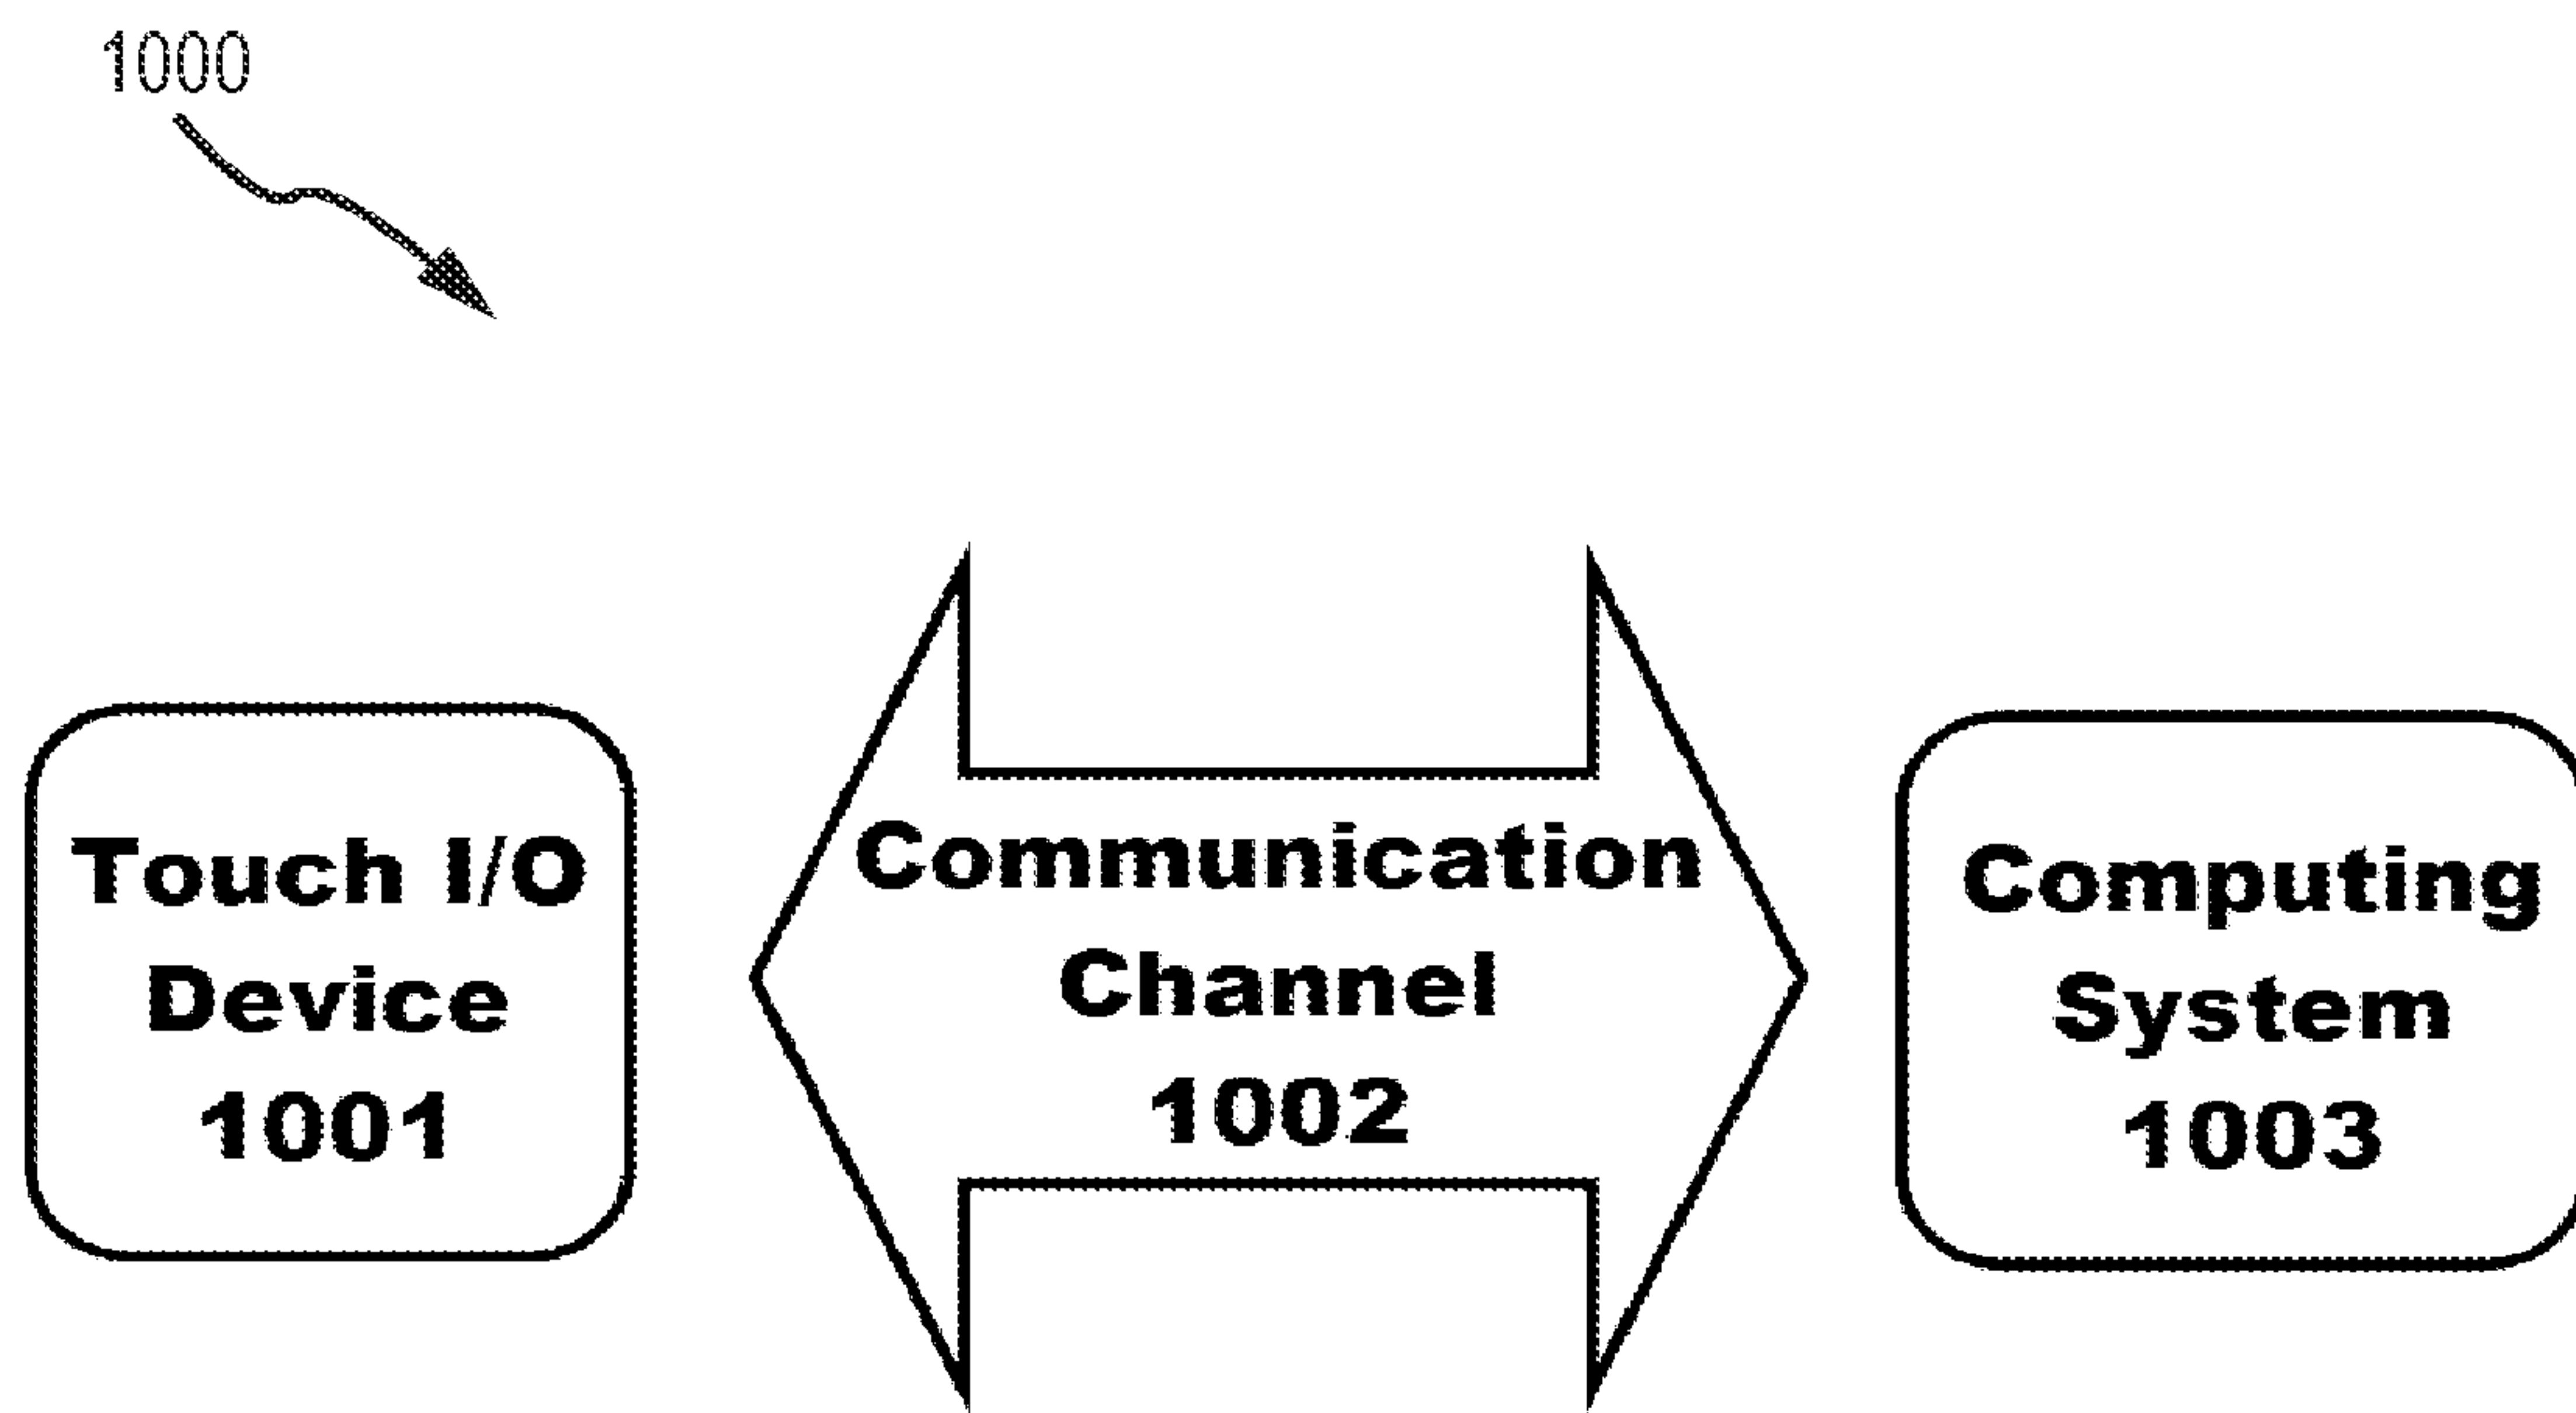 1000
Touch I/O
Device
1001
Communication
Channel
1002
Computing
System
1003